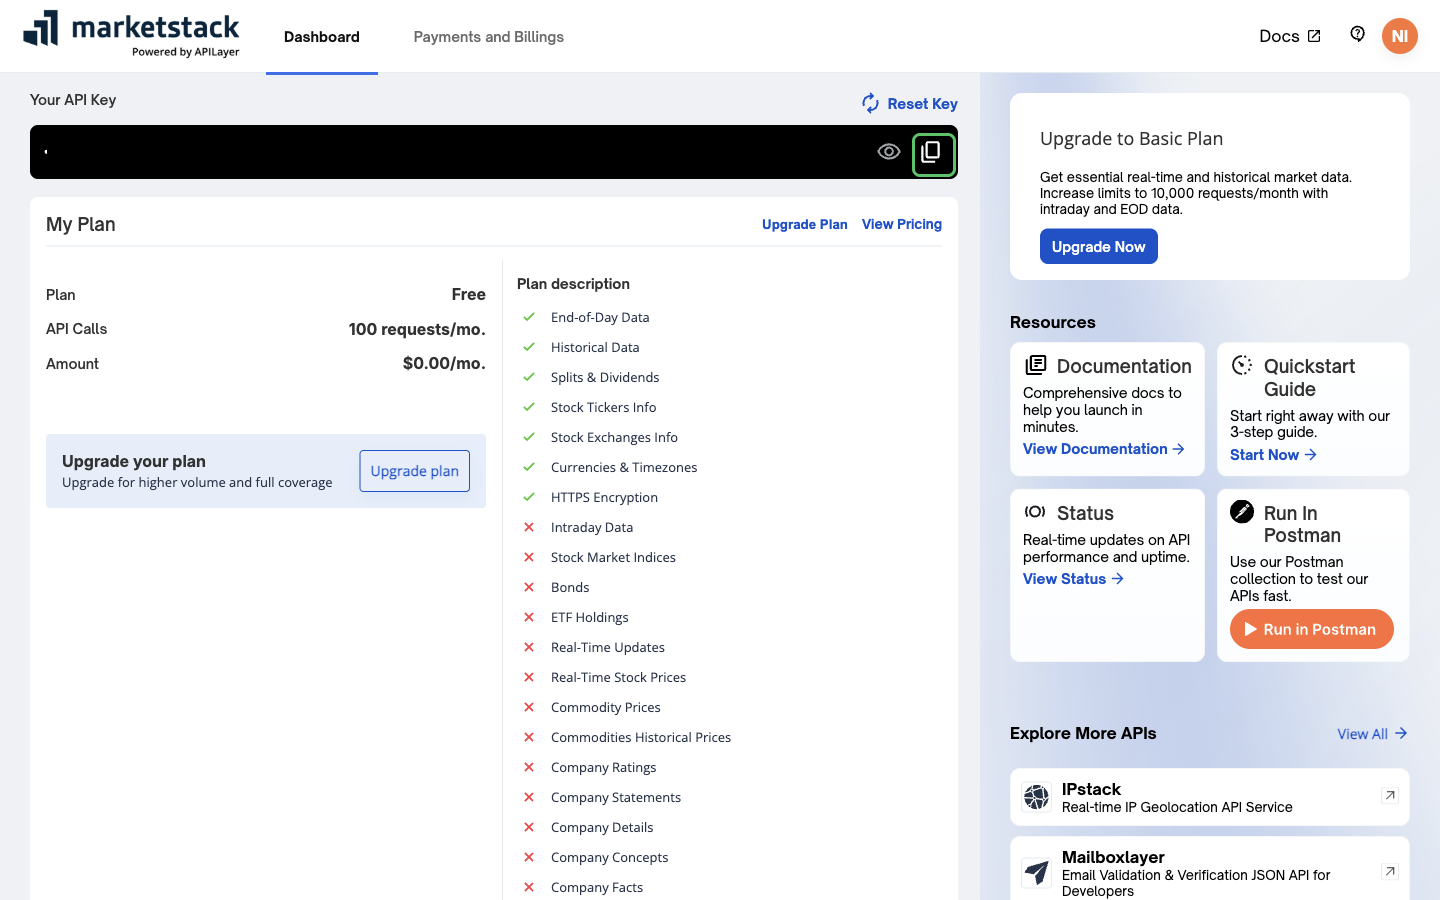 marketstack
Powered by APILayer
Dashboard
Payments and Billings
Docs
NI
Your API Key
Reset Key
My Plan
Upgrade Plan
View Pricing
Plan
Free
API Calls
100 requests/mo.
Amount
$0.00/mo.
Upgrade your plan
Upgrade for higher volume and full coverage
Upgrade plan
Plan description
End-of-Day Data
Historical Data
Splits & Dividends
Stock Tickers Info
Stock Exchanges Info
Currencies & Timezones
HTTPS Encryption
Intraday Data
Stock Market Indices
Bonds
ETF Holdings
Real-Time Updates
Real-Time Stock Prices
Commodity Prices
Commodities Historical Prices
Company Ratings
Company Statements
Company Details
Company Concepts
Company Facts
Upgrade to Basic Plan
Get essential real-time and historical market data.
Increase limits to 10,000 requests/month with
intraday and EOD data.
Upgrade Now
Resources
Documentation
Comprehensive docs to
help you launch in
minutes.
View Documentation
Quickstart
Guide
Start right away with our
3-step guide.
Start Now
Status
Real-time updates on API
performance and uptime.
View Status
Run In
Postman
Use our Postman
collection to test our
APIs fast.
Run in Postman
Explore More APIs
View All
IPstack
Real-time IP Geolocation API Service
Mailboxlayer
Email Validation & Verification JSON API for
Developers